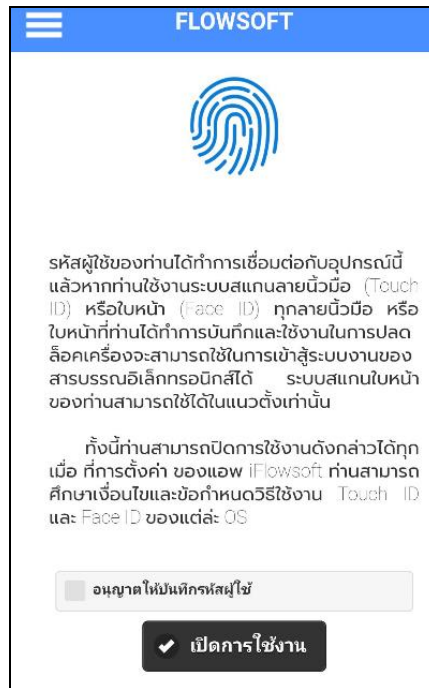 FLOWSOFT
รหัสผู้ใช้ของท่านได้ทำการเชื่อมต่อกับอุปกรณ์นี้
แล้วหากท่านใช้งานระบบสแกนลายนิ้วมือ (Touch
ID) หรือใบหน้า (Face ID) ทุกลายนิ้วมือ หรือ
ใบหน้าที่ท่านได้ทำการบันทึกและใช้งานในการปลด
ล็อคเครื่องจะสามารถใช้ในการเข้าสู่ระบบงานของ
สารบรรณอิเล็กทรอนิกส์ได้ ระบบสแกนใบหน้า
ของท่านสามารถใช้ได้ในแนวตั้งเท่านั้น
ทั้งนี้ท่านสามารถปิดการใช้งานดังกล่าวได้ทุก
เมื่อ ที่การตั้งค่า ของแอพ iFlowsoft ท่านสามารถ
ศึกษาเงื่อนไขและข้อกำหนดวิธีใช้งาน Touch ID
และ Face ID ของแต่ล่ะ OS
อนุญาตให้บันทึกรหัสผู้ใช้
เปิดการใช้งาน